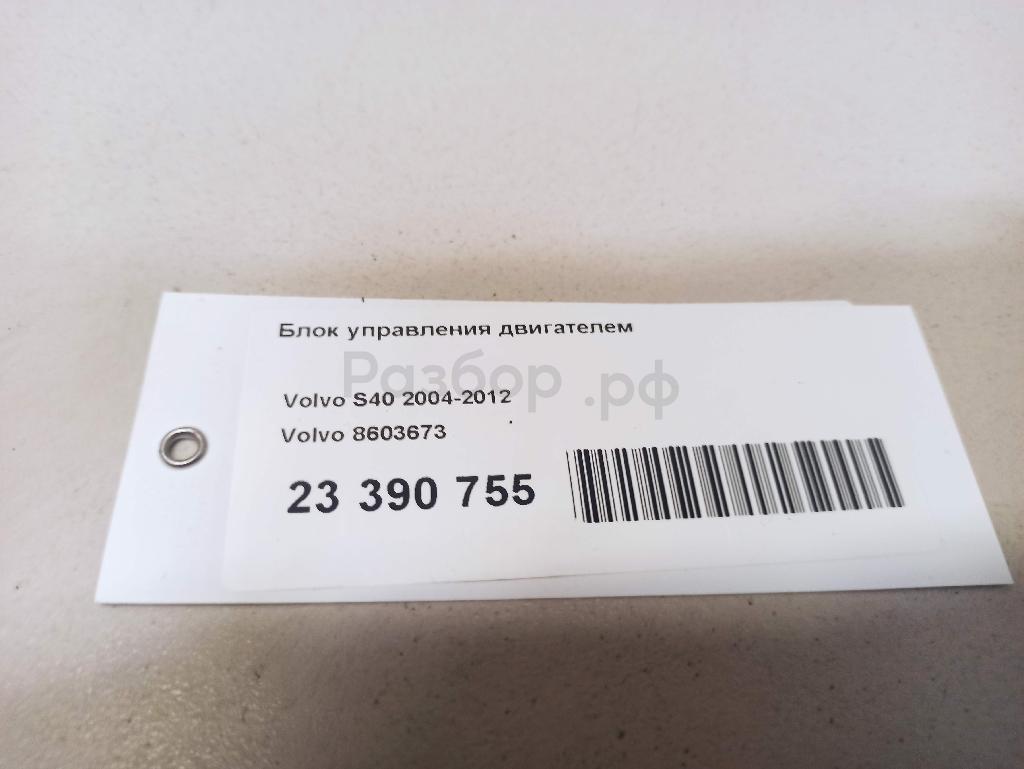 Блок управления двигателем
Разбор.рф
Volvo S40 2004-2012
Volvo 8603673
23 390 755